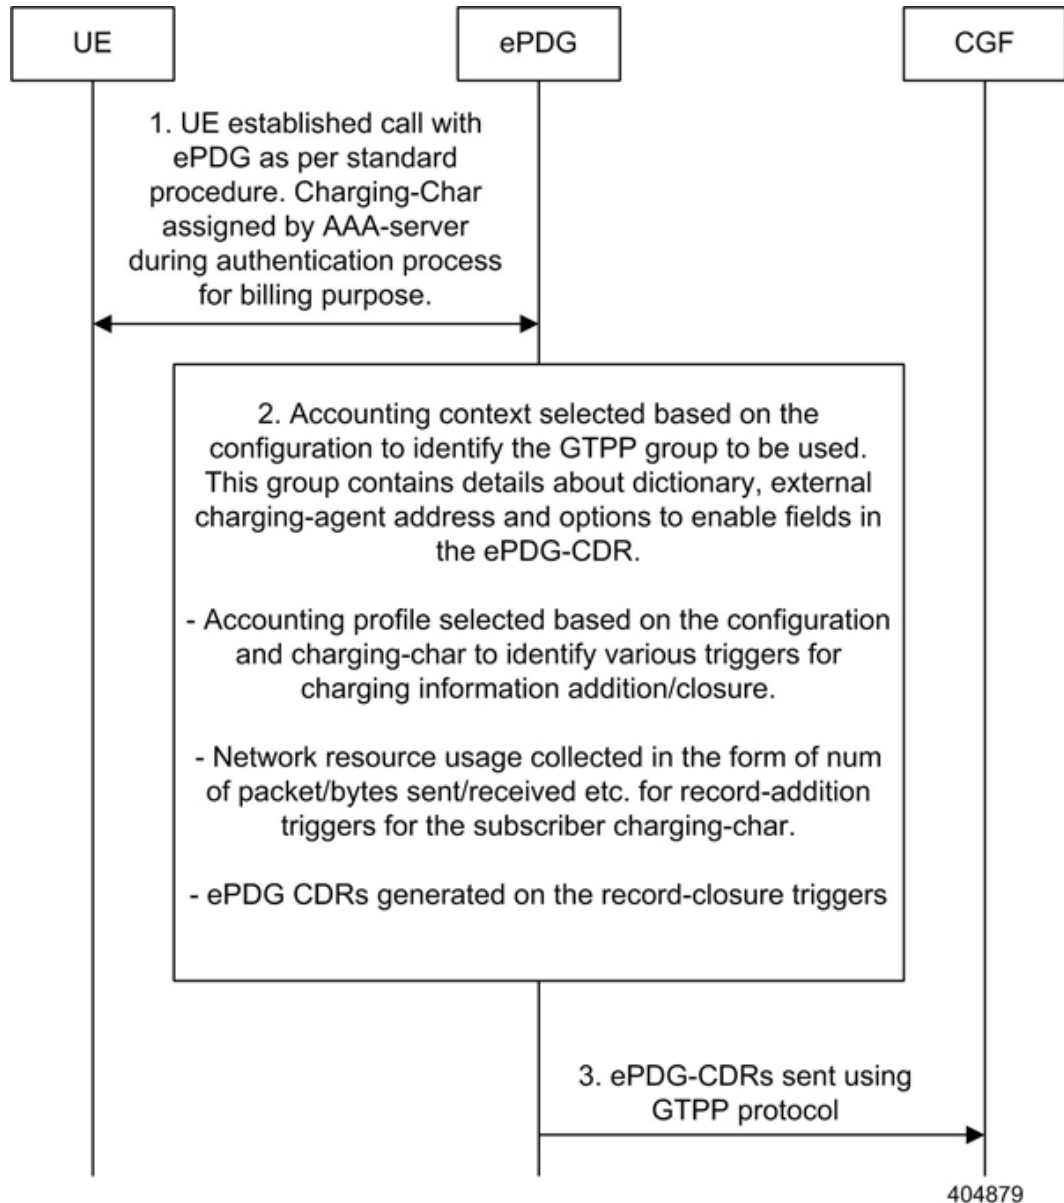 UE
ePDG
CGF
1. UE established call with
ePDG as per standard
procedure. Charging-Char
assigned by AAA-server
during authentication process
for billing purpose.
2. Accounting context selected based on the
configuration to identify the GTPP group to be used.
This group contains details about dictionary, external
charging-agent address and options to enable fields in
the ePDG-CDR.
- Accounting profile selected based on the configuration
and charging-char to identify various triggers for
charging information addition/closure.
- Network resource usage collected in the form of num
of packet/bytes sent/received etc. for record-addition
triggers for the subscriber charging-char.
- ePDG CDRs generated on the record-closure triggers
3. ePDG-CDRs sent using
GTPP protocol
404879